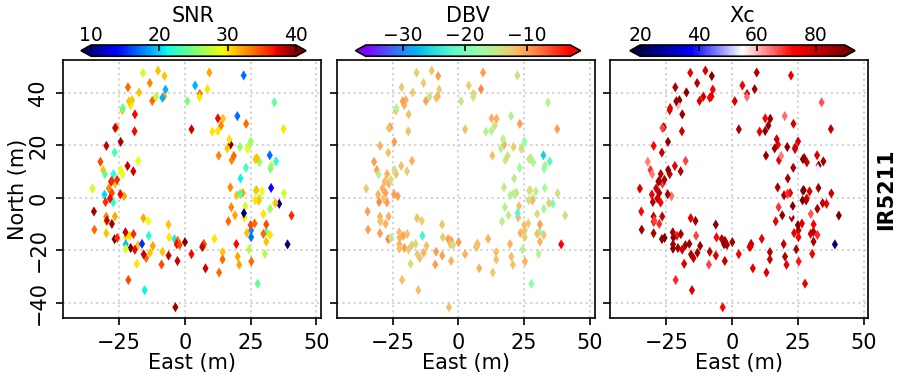 SNR DBV Xc
10 20 30 40 −30 −20 −10 20 40 60 80
North (m)
40
20
0
−20
−40
IR5211
−25 0 25 50 −25 0 25 50 −25 0 25 50
East (m) East (m) East (m)